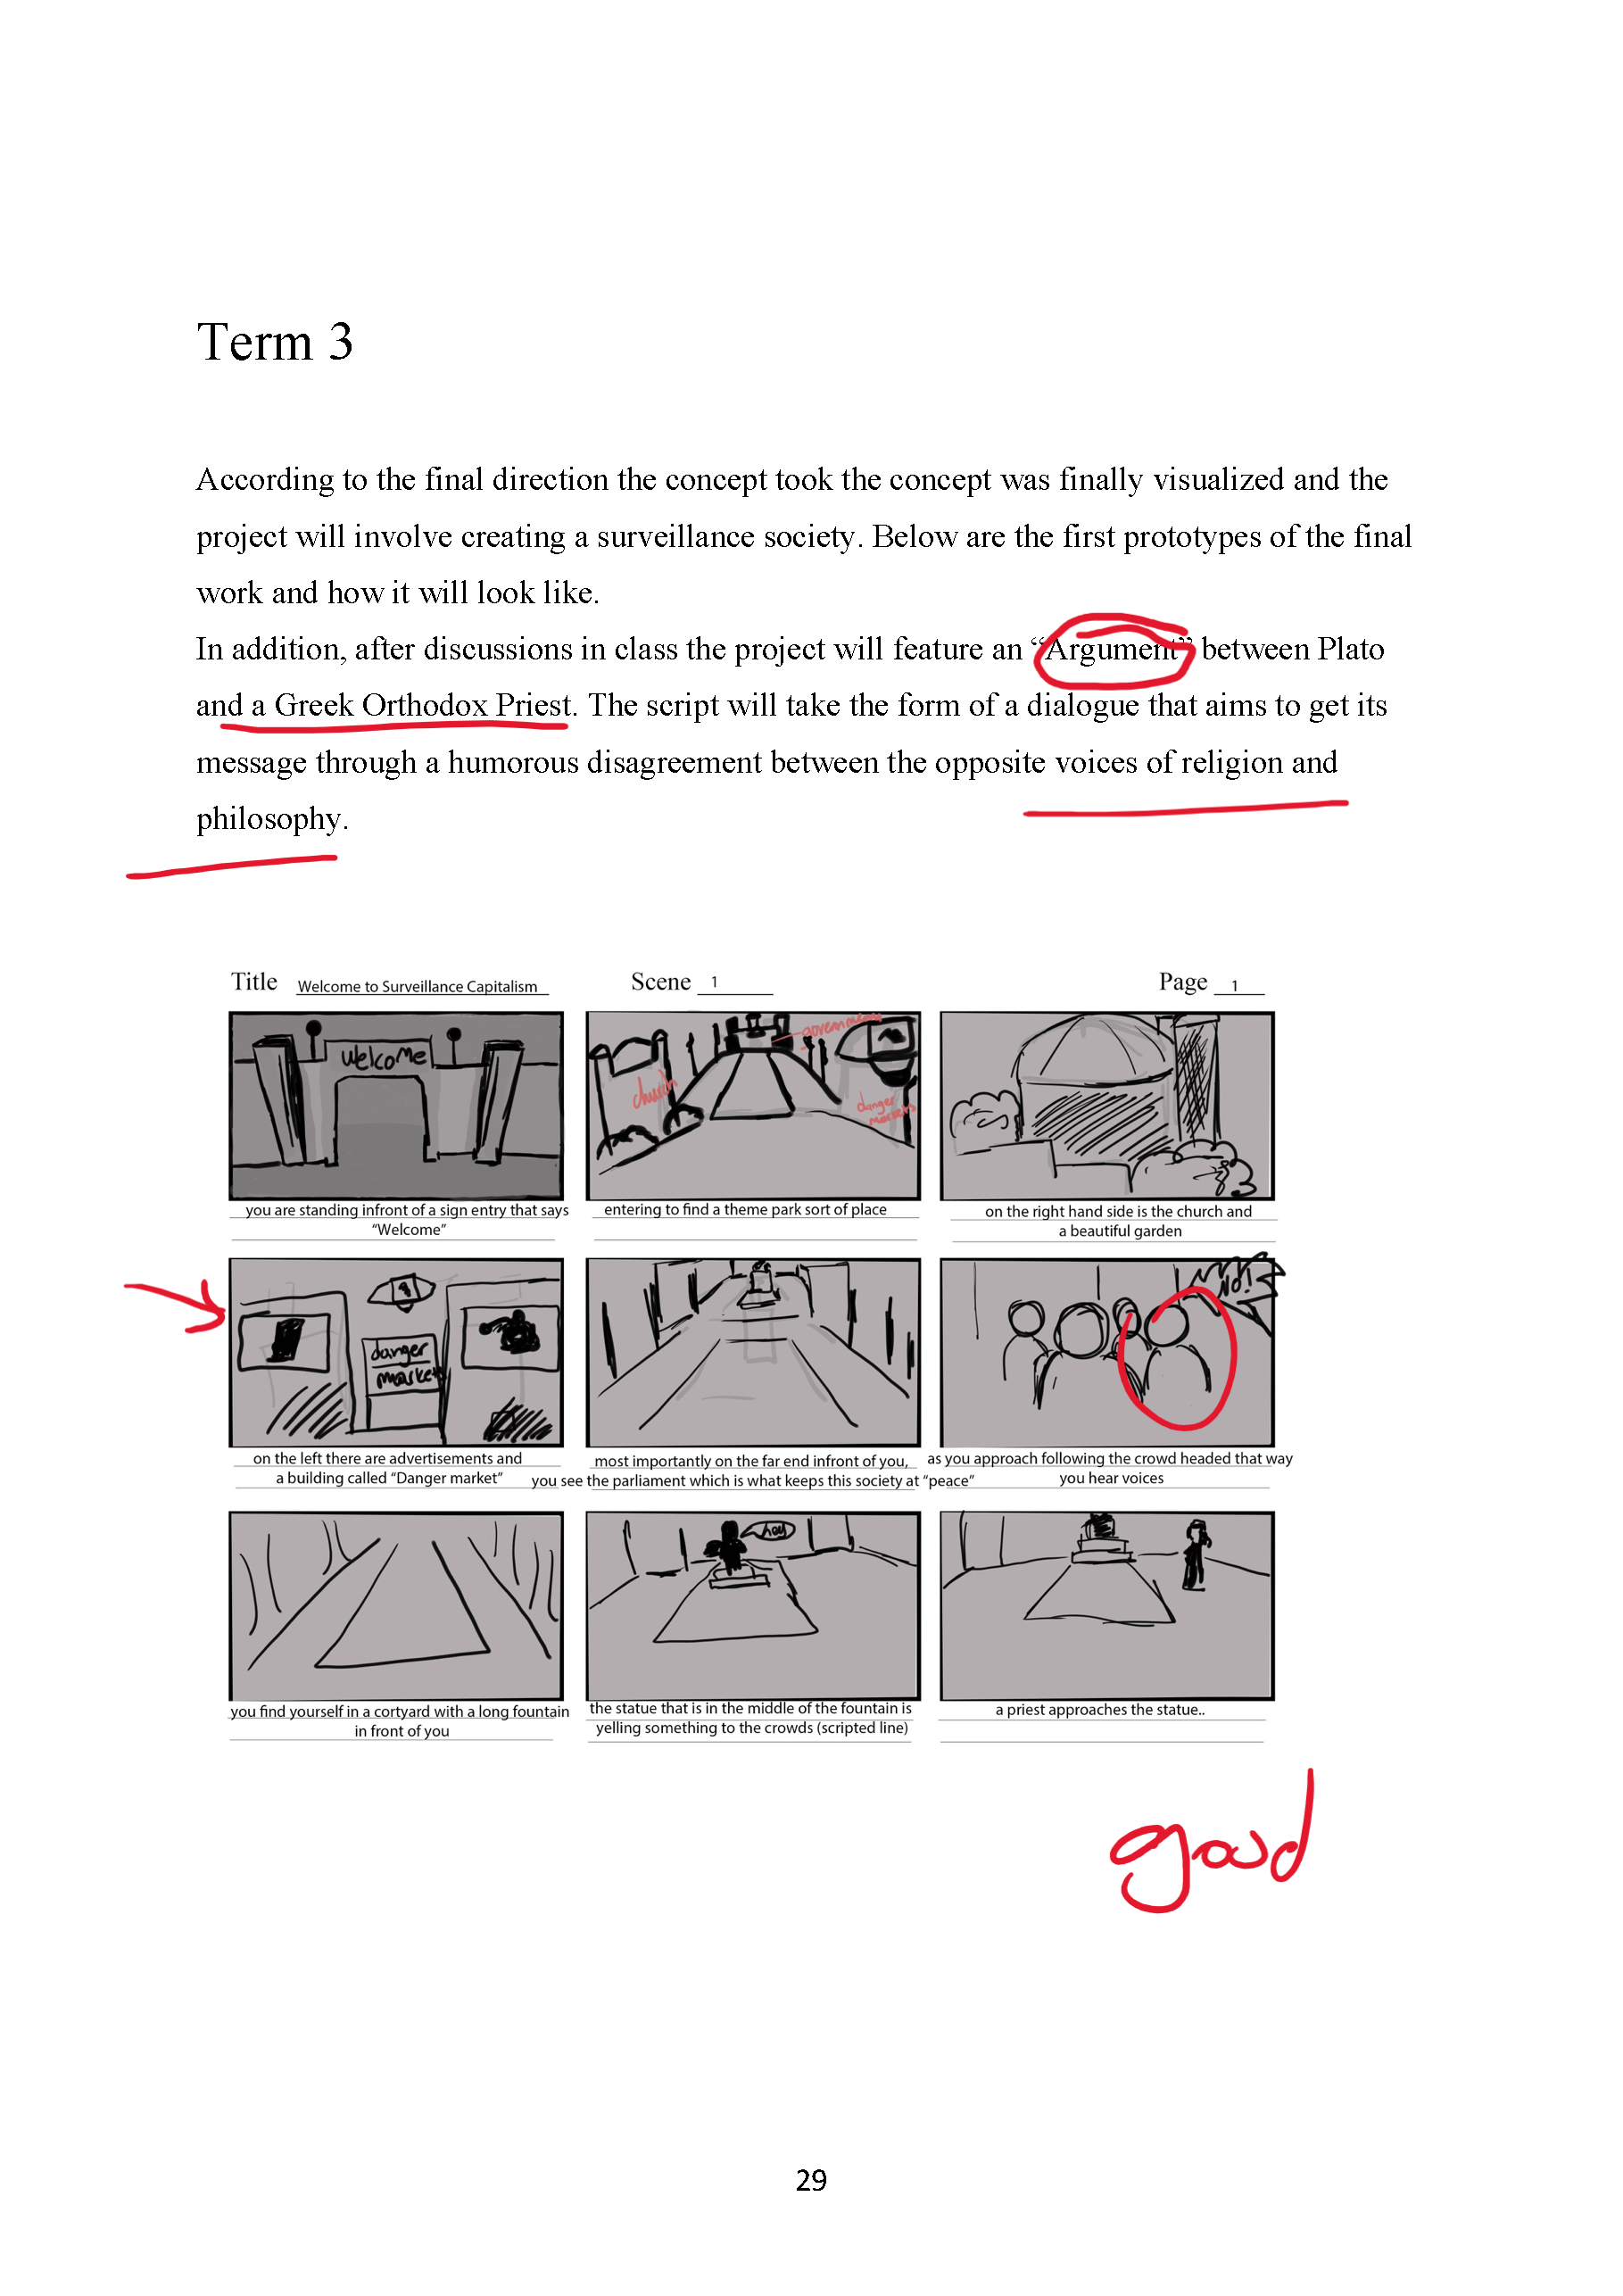 Term 3
According to the final direction the concept took the concept was finally visualized and the
project will involve creating a surveillance society. Below are the first prototypes of the final
work and how it will look like.
In addition, after discussions in class the project will feature an “Argument” between Plato
and a Greek Orthodox Priest. The script will take the form of a dialogue that aims to get its
message through a humorous disagreement between the opposite voices of religion and
philosophy.
Title Welcome to Surveillance Capitalism Scene 1 Page 1
Welcome
government
church
danger
markets
you are standing infront of a sign entry that says
“Welcome”
entering to find a theme park sort of place
on the right hand side is the church and
a beautiful garden
danger
market
NO!
on the left there are advertisements and
a building called “Danger market”
most importantly on the far end infront of you,
you see the parliament which is what keeps this society at “peace”
as you approach following the crowd headed that way
you hear voices
hey
you find yourself in a cortyard with a long fountain
in front of you
the statue that is in the middle of the fountain is
yelling something to the crowds (scripted line)
a priest approaches the statue..
good
29